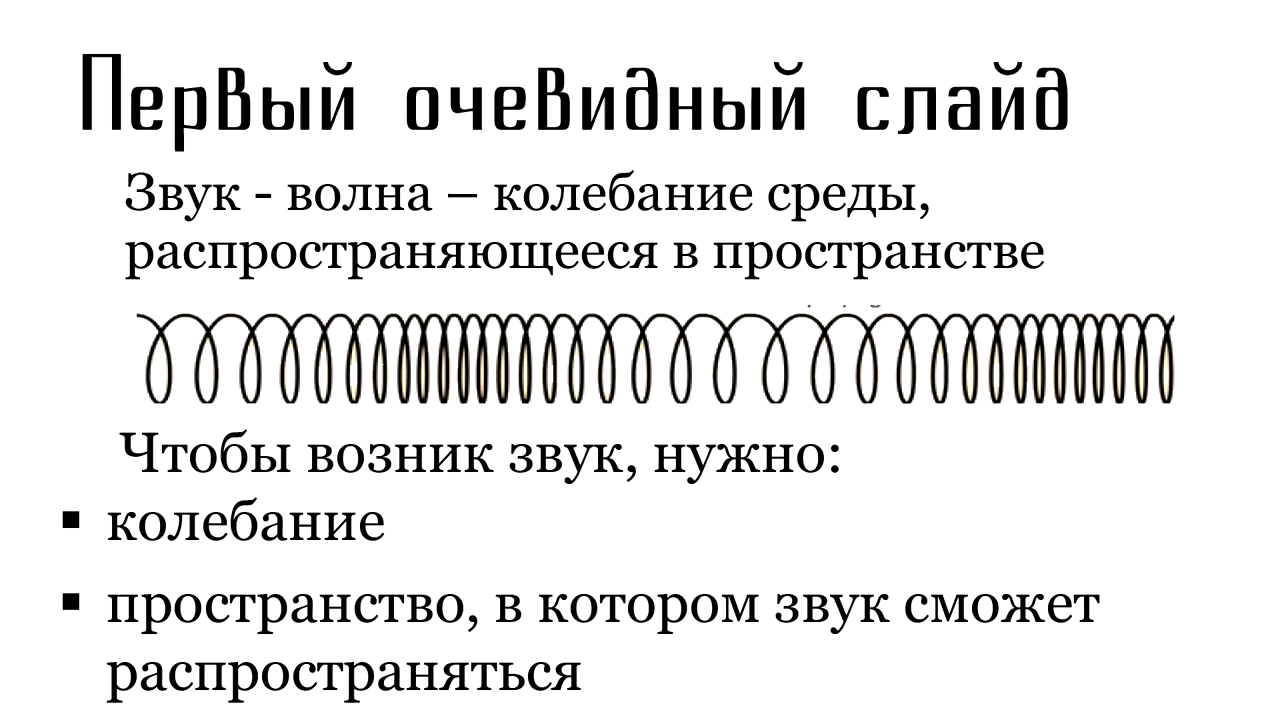 Первый очевидный слайд
Звук - волна – колебание среды,
распространяющееся в пространстве
Чтобы возник звук, нужно:
▪ колебание
▪ пространство, в котором звук сможет
распространяться